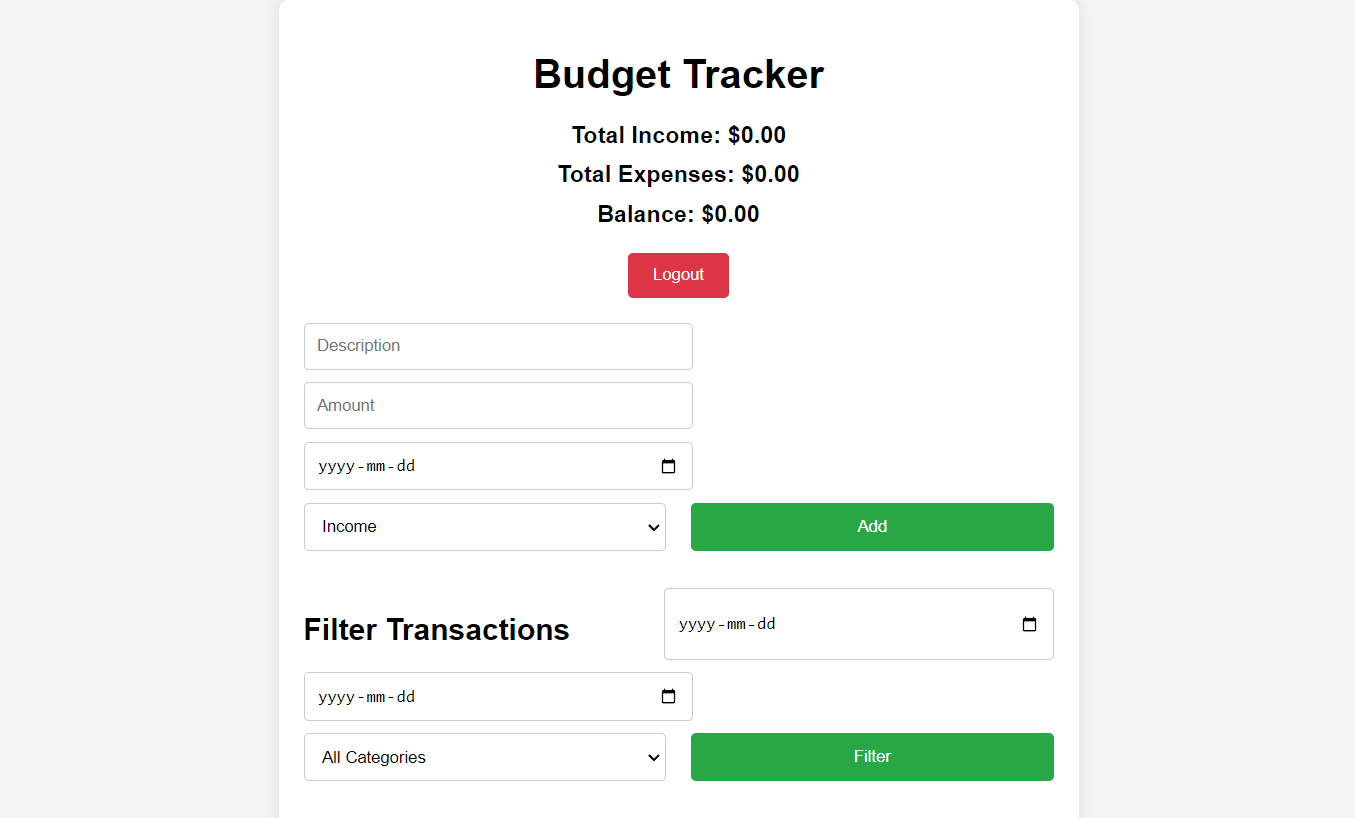 Budget Tracker
Total Income: $0.00
Total Expenses: $0.00
Balance: $0.00
Logout
Description
Amount
yyyy-mm-dd
Income
Add
Filter Transactions
yyyy-mm-dd
yyyy-mm-dd
All Categories
Filter